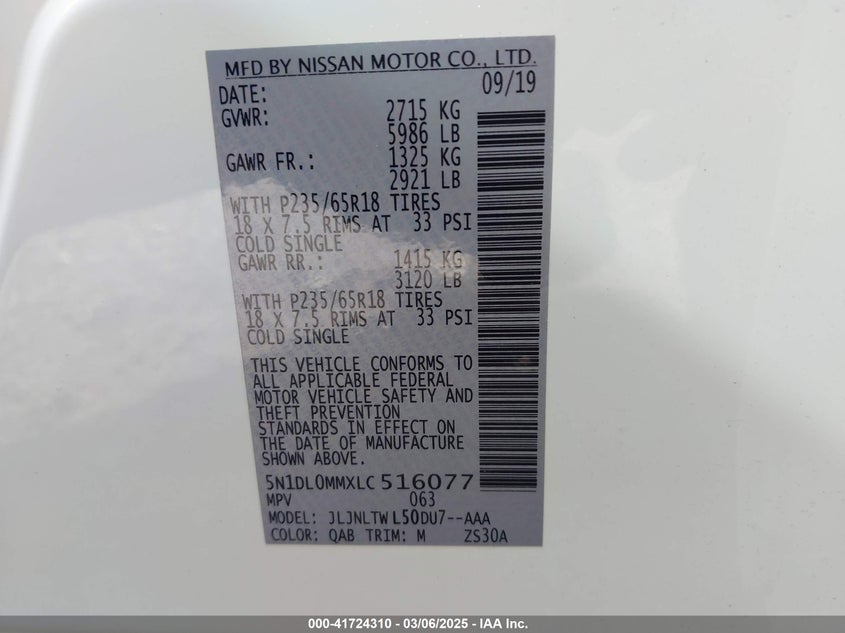 MFD BY NISSAN MOTOR CO., LTD.
DATE: 09/19
GVWR: 2715 KG
5986 LB
GAWR FR.: 1325 KG
2921 LB
WITH P235/65R18 TIRES
18 X 7.5 RIMS AT 33 PSI
COLD SINGLE
GAWR RR.: 1415 KG
3120 LB
WITH P235/65R18 TIRES
18 X 7.5 RIMS AT 33 PSI
COLD SINGLE
THIS VEHICLE CONFORMS TO
ALL APPLICABLE FEDERAL
MOTOR VEHICLE SAFETY AND
THEFT PREVENTION
STANDARDS IN EFFECT ON
THE DATE OF MANUFACTURE
SHOWN ABOVE.
5N1DL0MMXLC516077
MPV 063
MODEL: JLJNLTWL50DU7--AAA
COLOR: QAB TRIM: M ZS30A
000-41724310 - 03/06/2025 - IAA Inc.